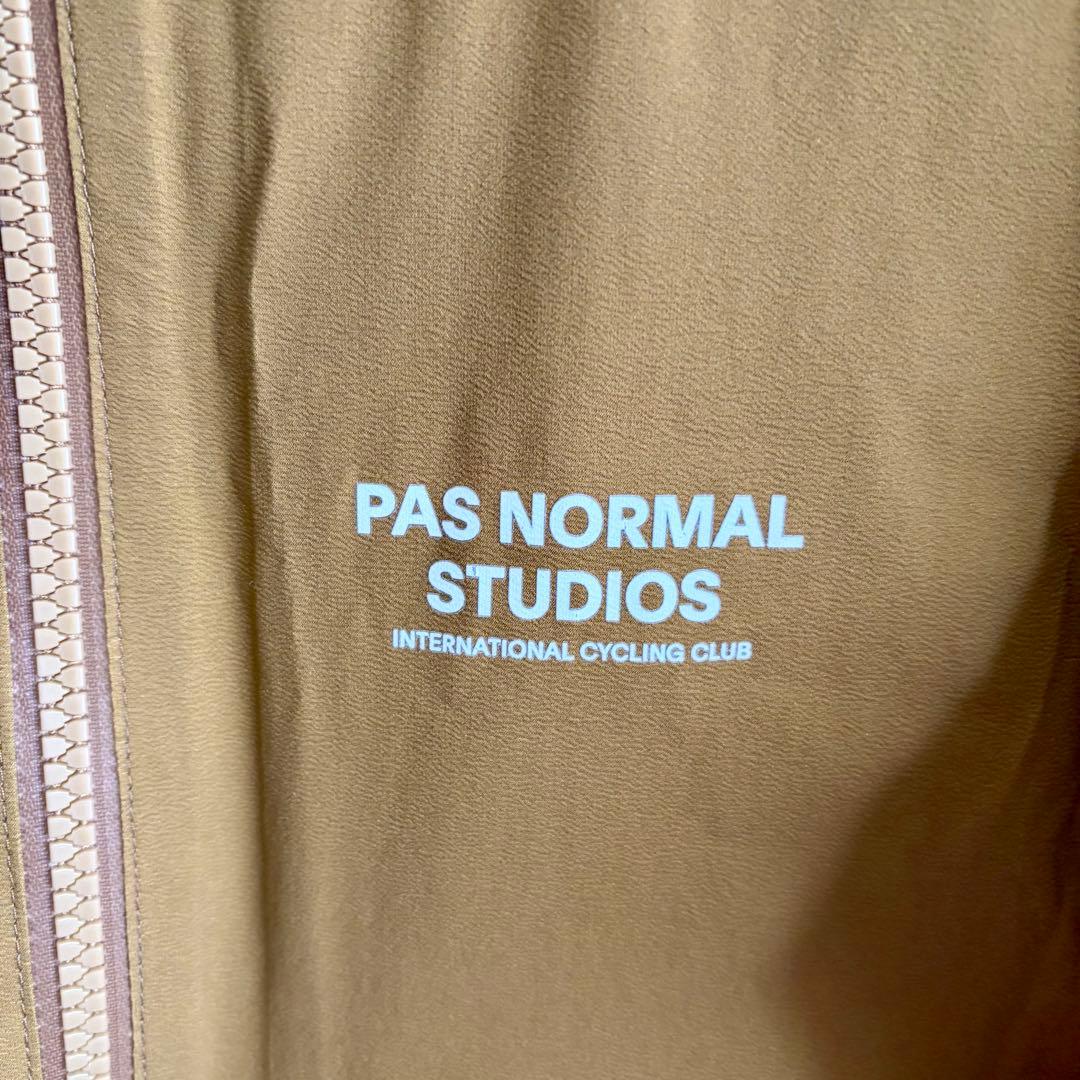 PAS NORMAL
STUDIOS
INTERNATIONAL CYCLING CLUB